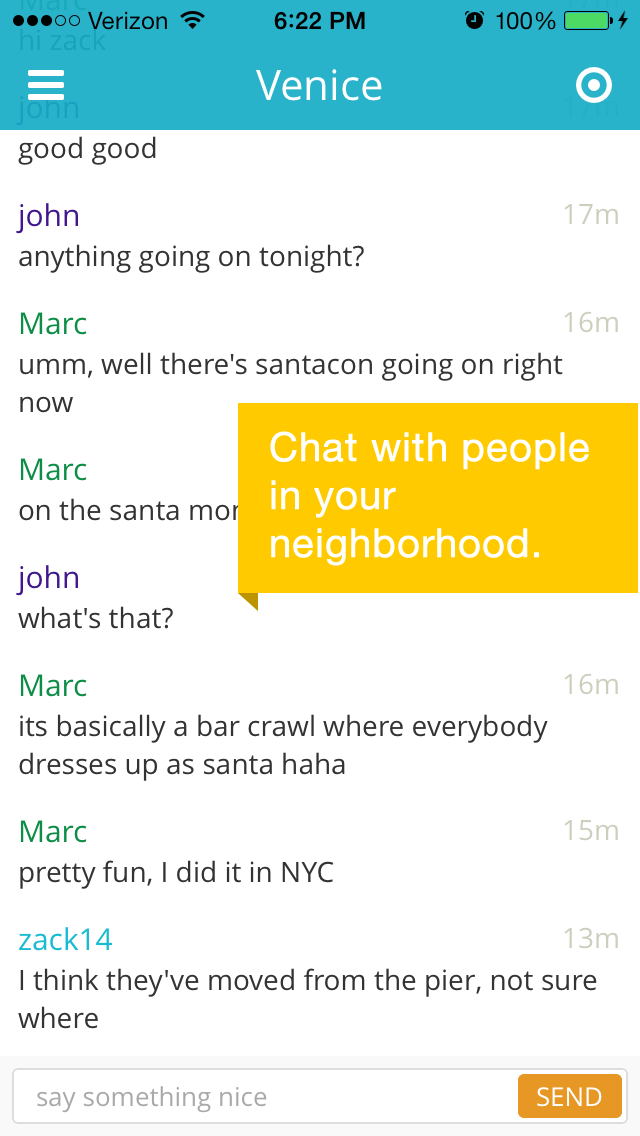 Verizon 6:22 PM 100%
hi zack
Venice
john 17m
good good
john 17m
anything going on tonight?
Marc 16m
umm, well there's santacon going on right
now
Marc
on the santa mon
Chat with people
in your
neighborhood.
john
what's that?
Marc 16m
its basically a bar crawl where everybody
dresses up as santa haha
Marc 15m
pretty fun, I did it in NYC
zack14 13m
I think they've moved from the pier, not sure
where
say something nice SEND